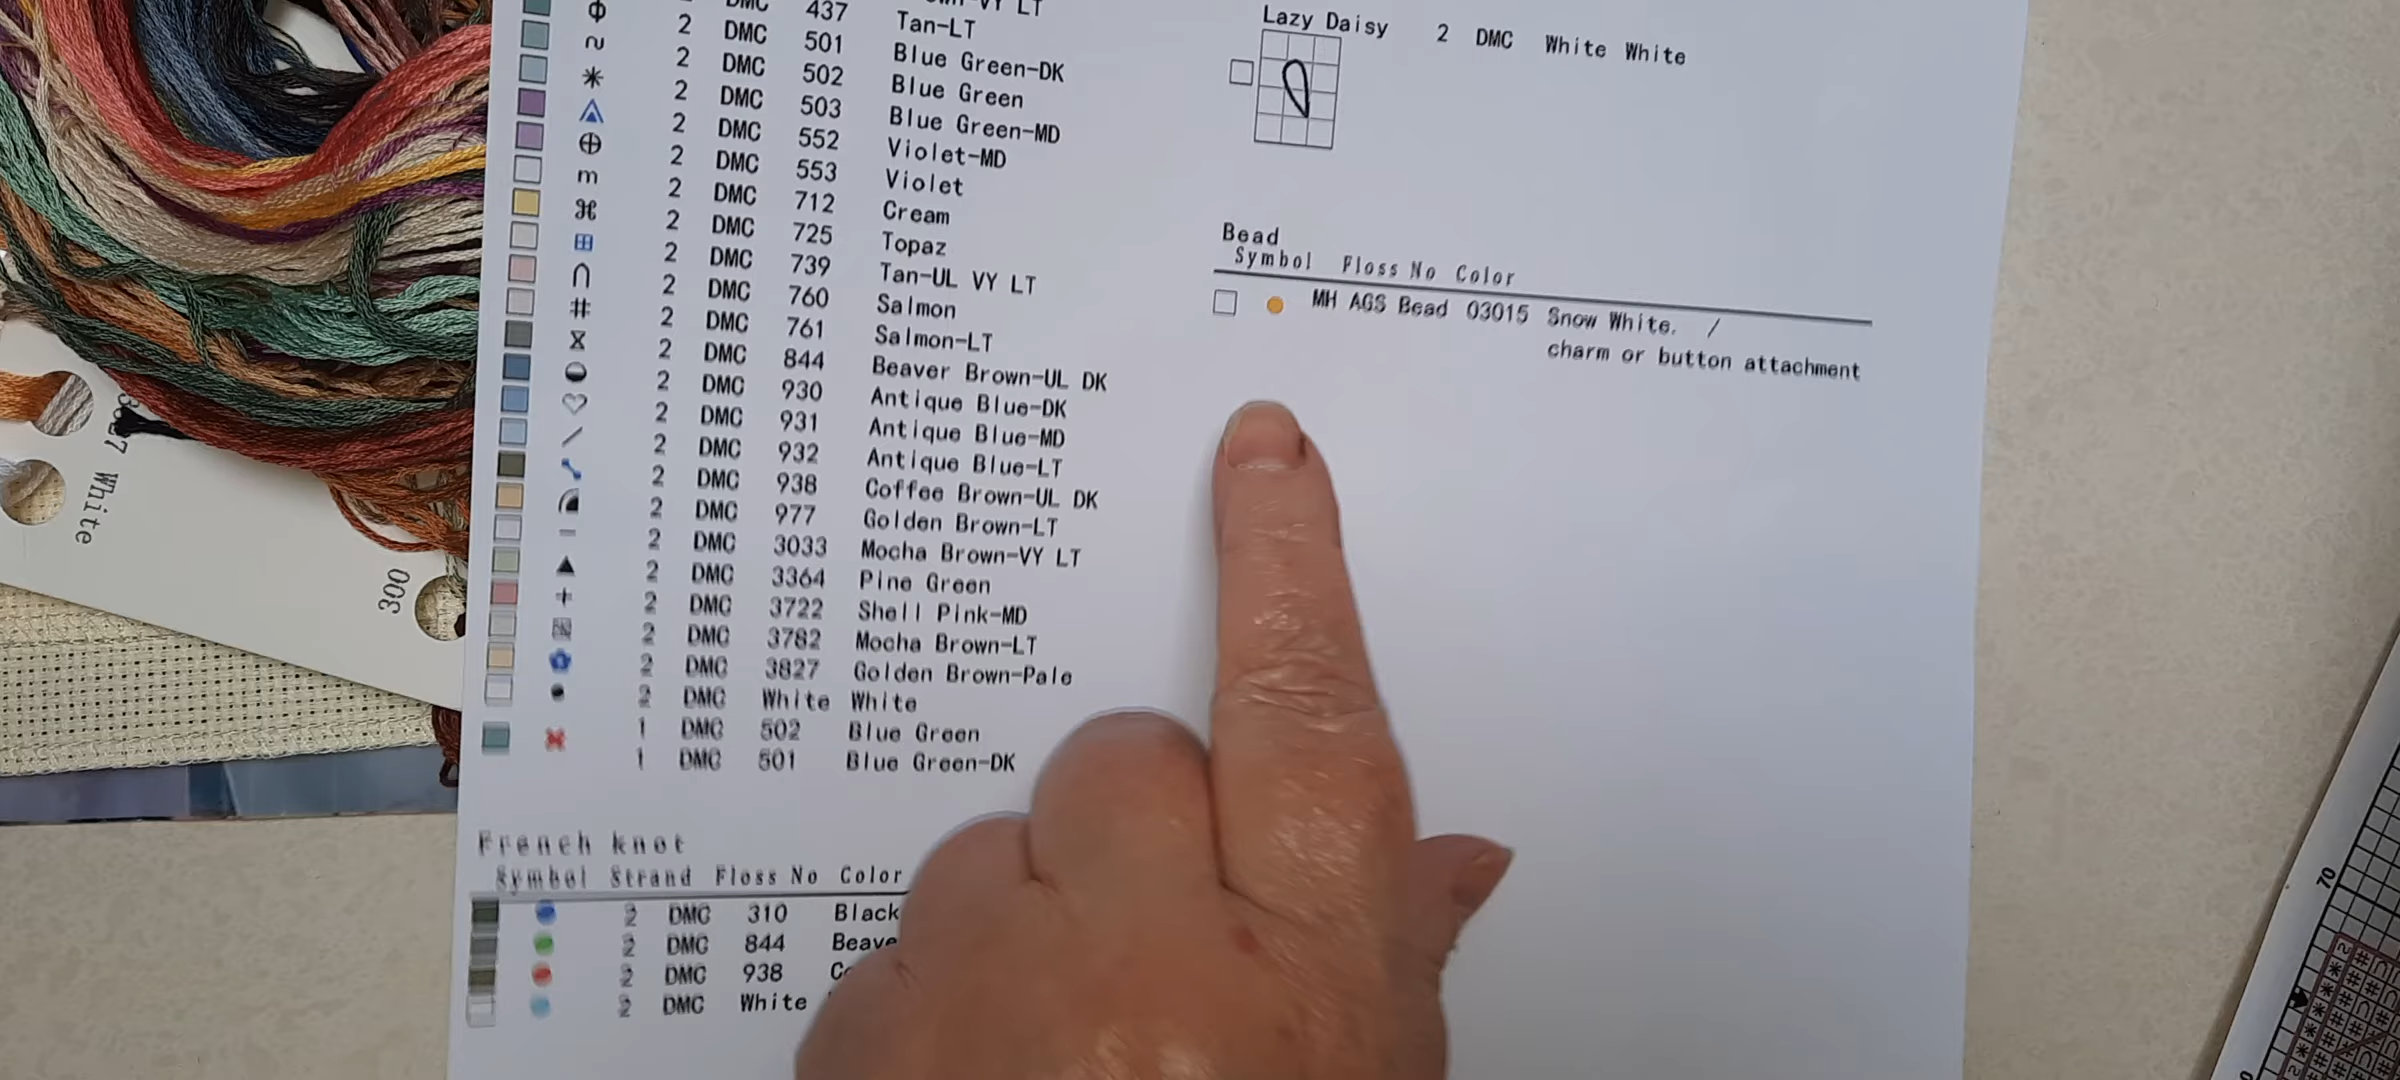 VY LT
2 DMC 437 Tan-LT
2 DMC 501 Blue Green-DK
2 DMC 502 Blue Green
2 DMC 503 Blue Green-MD
2 DMC 552 Violet-MD
2 DMC 553 Violet
2 DMC 712 Cream
2 DMC 725 Topaz
2 DMC 739 Tan-UL VY LT
2 DMC 760 Salmon
2 DMC 761 Salmon-LT
2 DMC 844 Beaver Brown-UL DK
2 DMC 930 Antique Blue-DK
2 DMC 931 Antique Blue-MD
2 DMC 932 Antique Blue-LT
2 DMC 938 Coffee Brown-UL DK
2 DMC 977 Golden Brown-LT
2 DMC 3033 Mocha Brown-VY LT
2 DMC 3364 Pine Green
2 DMC 3722 Shell Pink-MD
2 DMC 3782 Mocha Brown-LT
2 DMC 3827 Golden Brown-Pale
2 DMC White White
1 DMC 502 Blue Green
1 DMC 501 Blue Green-DK
French knot
Symbol Strand Floss No Color
2 DMC 310 Black
2 DMC 844 Beave
2 DMC 938 Co
2 DMC White
Lazy Daisy 2 DMC White White
Bead
Symbol Floss No Color
MH AGS Bead 03015 Snow White. /
charm or button attachment
White
300
70